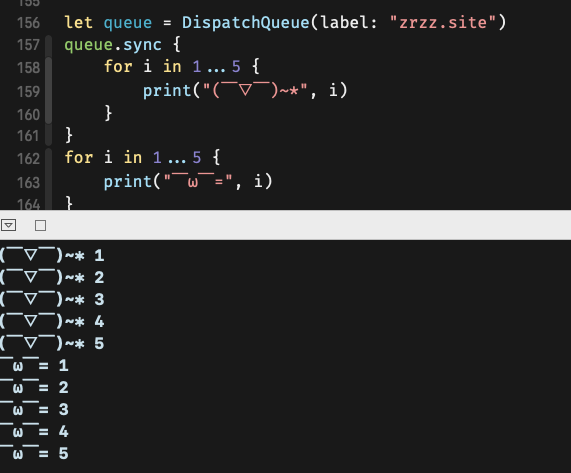 155
156 let queue = DispatchQueue(label: "zrzz.site")
157 queue.sync {
158     for i in 1...5 {
159         print("(￣▽￣)~*", i)
160     }
161 }
162 for i in 1...5 {
163     print("￣ω￣=", i)
164 }
(￣▽￣)~* 1
(￣▽￣)~* 2
(￣▽￣)~* 3
(￣▽￣)~* 4
(￣▽￣)~* 5
￣ω￣= 1
￣ω￣= 2
￣ω￣= 3
￣ω￣= 4
￣ω￣= 5